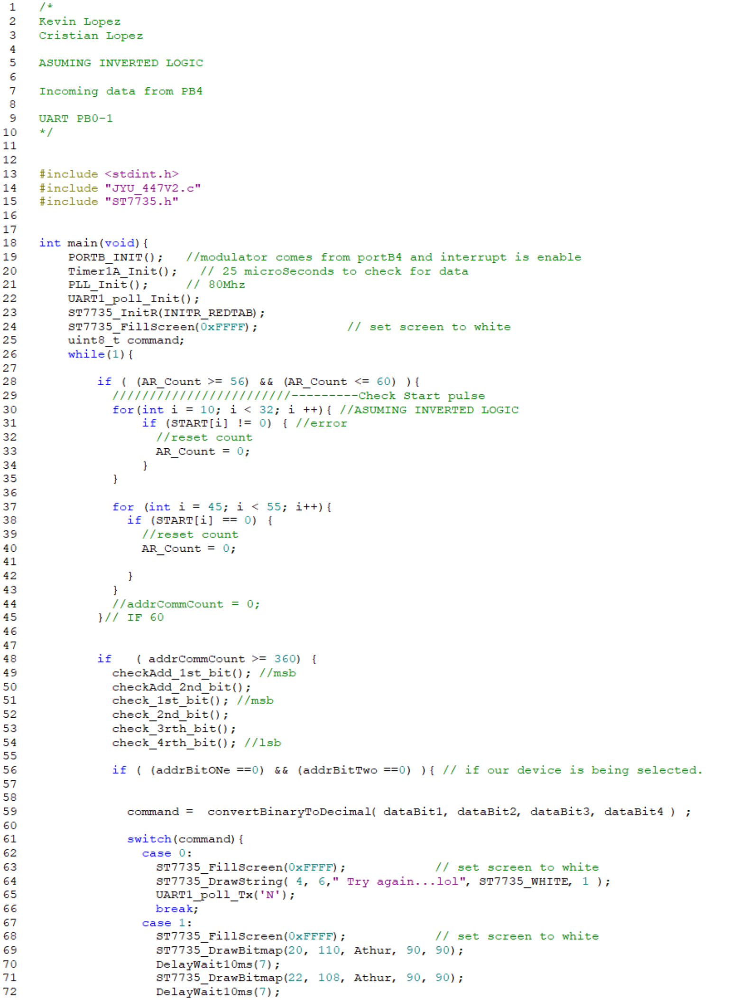 1 /*
2 Kevin Lopez
3 Cristian Lopez
4
5 ASUMING INVERTED LOGIC
6
7 Incoming data from PB4
8
9 UART PB0-1
10 */
11
12
13 #include <stdint.h>
14 #include "JYU_447V2.c"
15 #include "ST7735.h"
16
17
18 int main(void){
19 PORTB_INIT(); //modulator comes from portB4 and interrupt is enable
20 Timer1A_Init(); // 25 microSeconds to check for data
21 PLL_Init(); // 80Mhz
22 UART1_poll_Init();
23 ST7735_InitR(INITR_REDTAB);
24 ST7735_FillScreen(0xFFFF); // set screen to white
25 uint8_t command;
26 while(1){
27
28 if ( (AR_Count >= 56) && (AR_Count <= 60) ){
29 ////////////////////////---------Check Start pulse
30 for(int i = 10; i < 32; i ++){ //ASUMING INVERTED LOGIC
31 if (START[i] != 0) { //error
32 //reset count
33 AR_Count = 0;
34 }
35 }
36
37 for (int i = 45; i < 55; i++){
38 if (START[i] == 0) {
39 //reset count
40 AR_Count = 0;
41
42 }
43 }
44 //addrCommCount = 0;
45 }// IF 60
46
47
48 if ( addrCommCount >= 360) {
49 checkAdd_1st_bit(); //msb
50 checkAdd_2nd_bit();
51 check_1st_bit(); //msb
52 check_2nd_bit();
53 check_3rth_bit();
54 check_4rth_bit(); //lsb
55
56 if ( (addrBitONe ==0) && (addrBitTwo ==0) ){ // if our device is being selected.
57
58
59 command = convertBinaryToDecimal( dataBit1, dataBit2, dataBit3, dataBit4 ) ;
60
61 switch(command){
62 case 0:
63 ST7735_FillScreen(0xFFFF); // set screen to white
64 ST7735_DrawString( 4, 6," Try again...lol", ST7735_WHITE, 1 );
65 UART1_poll_Tx('N');
66 break;
67 case 1:
68 ST7735_FillScreen(0xFFFF); // set screen to white
69 ST7735_DrawBitmap(20, 110, Athur, 90, 90);
70 DelayWait10ms(7);
71 ST7735_DrawBitmap(22, 108, Athur, 90, 90);
72 DelayWait10ms(7);